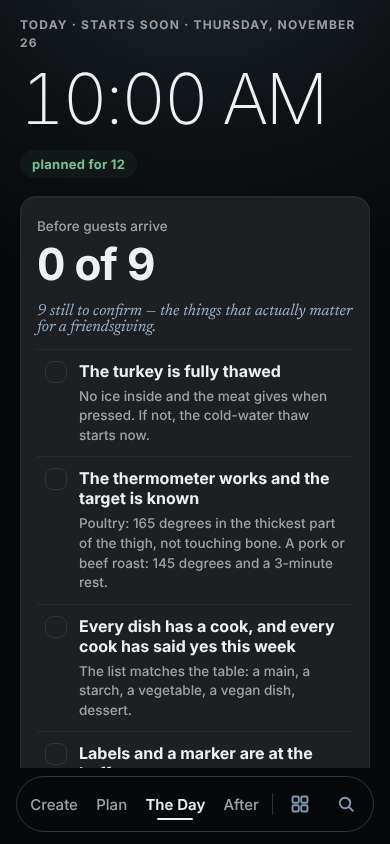 TODAY · STARTS SOON · THURSDAY, NOVEMBER
26
10:00 AM
planned for 12
Before guests arrive
0 of 9
9 still to confirm – the things that actually matter
for a friendsgiving.
The turkey is fully thawed
No ice inside and the meat gives when
pressed. If not, the cold-water thaw
starts now.
The thermometer works and the
target is known
Poultry: 165 degrees in the thickest part
of the thigh, not touching bone. A pork or
beef roast: 145 degrees and a 3-minute
rest.
Every dish has a cook, and every
cook has said yes this week
The list matches the table: a main, a
starch, a vegetable, a vegan dish,
dessert.
Labels and a marker are at the
Create Plan The Day After